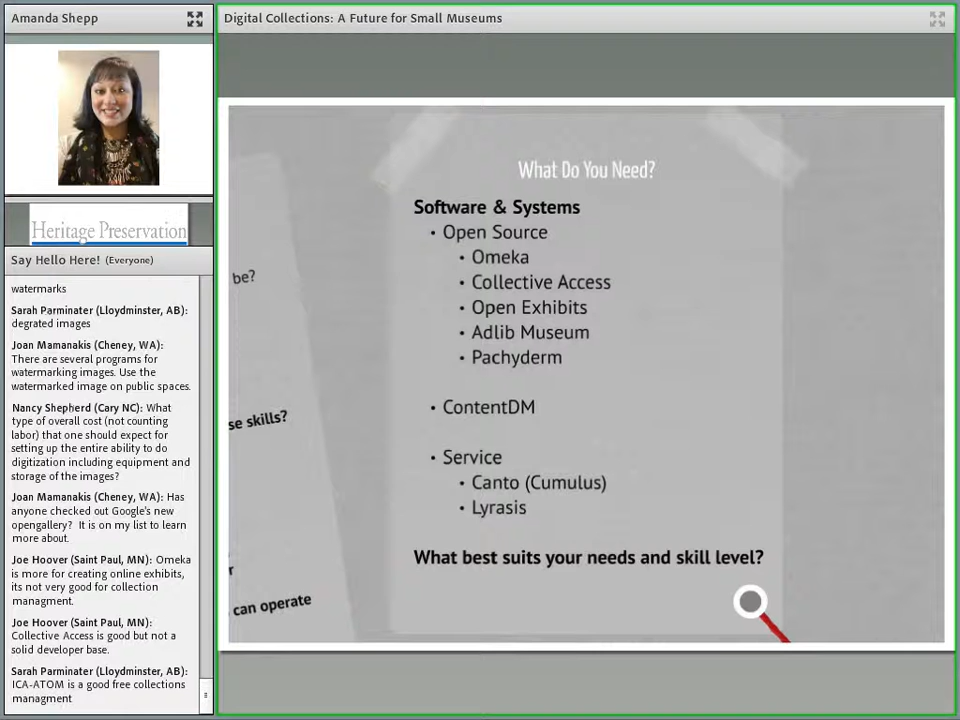 Amanda Shepp
Digital Collections: A Future for Small Museums
Heritage Preservation
Say Hello Here! (Everyone)
watermarks
Sarah Parminater (Lloydminster, AB):
degrated images
Joan Mamanakis (Cheney, WA):
There are several programs for
watermarking images. Use the
watermarked image on public spaces.
Nancy Shepherd (Cary NC): What
type of overall cost (not counting
labor) that one should expect for
setting up the entire ability to do
digitization including equipment and
storage of the images?
Joan Mamanakis (Cheney, WA): Has
anyone checked out Google's new
opengallery? It is on my list to learn
more about.
Joe Hoover (Saint Paul, MN): Omeka
is more for creating online exhibits,
its not very good for collection
managment.
Joe Hoover (Saint Paul, MN):
Collective Access is good but not a
solid developer base.
Sarah Parminater (Lloydminster, AB):
ICA-ATOM is a good free collections
managment
be?
se skills?
r
can operate
What Do You Need?
Software & Systems
• Open Source
• Omeka
• Collective Access
• Open Exhibits
• Adlib Museum
• Pachyderm
• ContentDM
• Service
• Canto (Cumulus)
• Lyrasis
What best suits your needs and skill level?